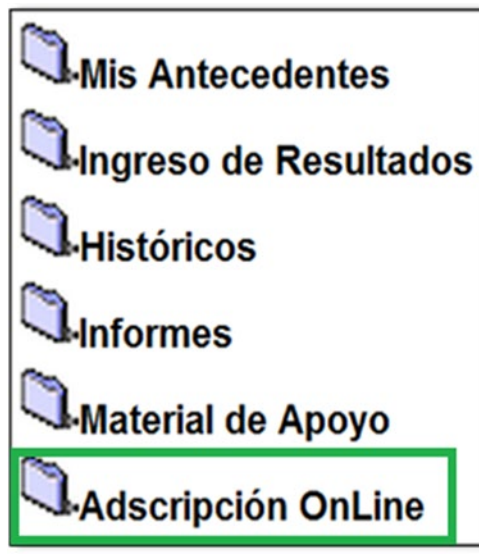 Mis Antecedentes
Ingreso de Resultados
Históricos
Informes
Material de Apoyo
Adscripción OnLine